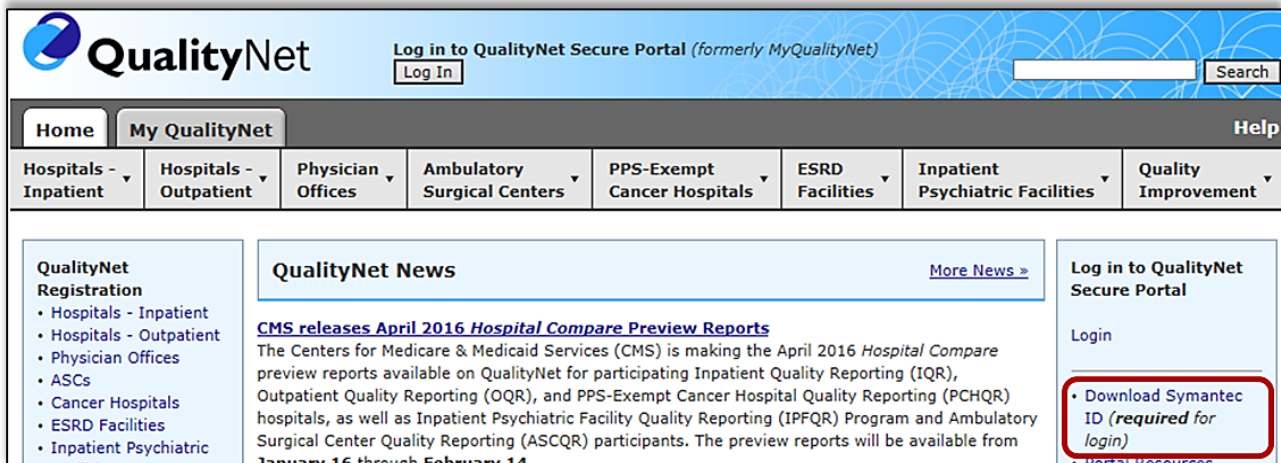 QualityNet
Log in to QualityNet Secure Portal (formerly MyQualityNet)
Log In
Search
Home
My QualityNet
Help
Hospitals -
Inpatient
Hospitals -
Outpatient
Physician
Offices
Ambulatory
Surgical Centers
PPS-Exempt
Cancer Hospitals
ESRD
Facilities
Inpatient
Psychiatric Facilities
Quality
Improvement
QualityNet
Registration
• Hospitals - Inpatient
• Hospitals - Outpatient
• Physician Offices
• ASCs
• Cancer Hospitals
• ESRD Facilities
• Inpatient Psychiatric
QualityNet News
More News »
CMS releases April 2016 Hospital Compare Preview Reports
The Centers for Medicare & Medicaid Services (CMS) is making the April 2016 Hospital Compare
preview reports available on QualityNet for participating Inpatient Quality Reporting (IQR),
Outpatient Quality Reporting (OQR), and PPS-Exempt Cancer Hospital Quality Reporting (PCHQR)
hospitals, as well as Inpatient Psychiatric Facility Quality Reporting (IPFQR) Program and Ambulatory
Surgical Center Quality Reporting (ASCQR) participants. The preview reports will be available from
January 16 through February 14
Log in to QualityNet
Secure Portal
Login
• Download Symantec
ID (required for
login)
• Portal Resources